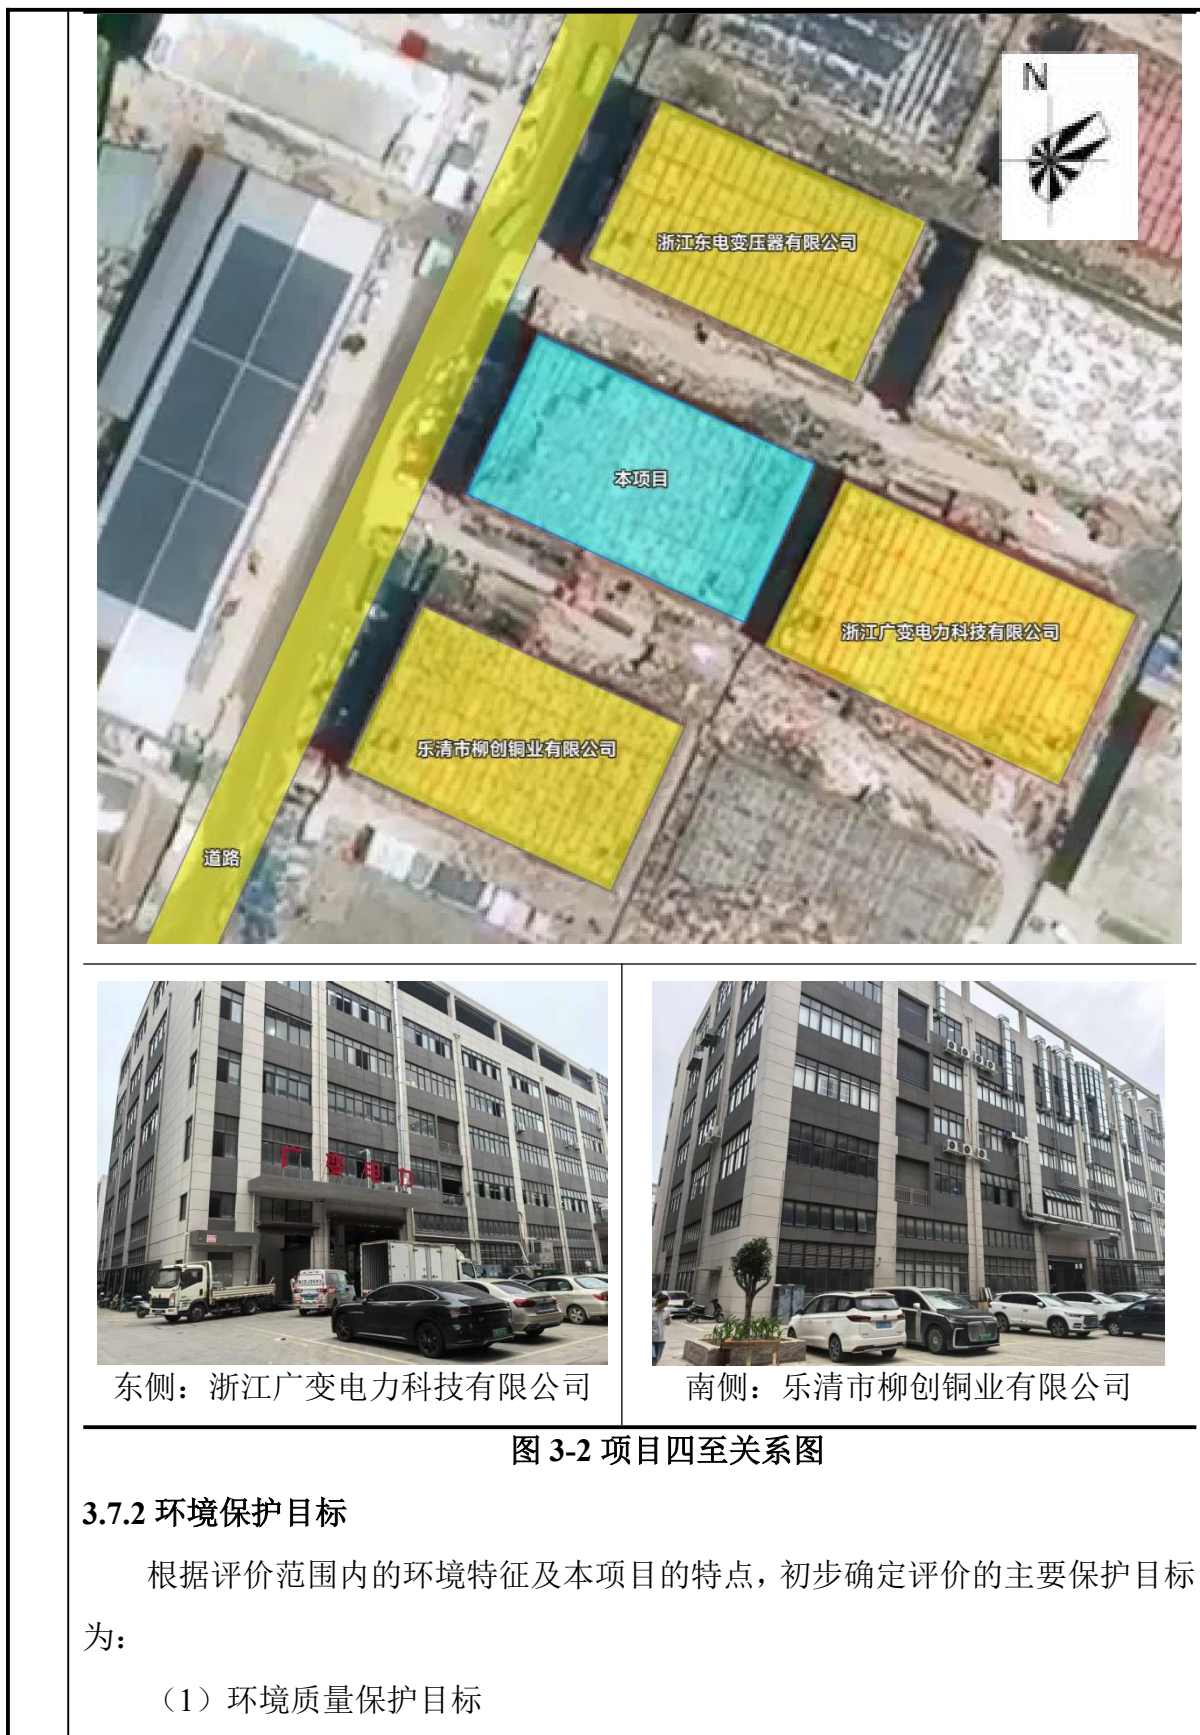 N
浙江东电变压器有限公司
本项目
浙江广变电力科技有限公司
乐清市柳创铜业有限公司
道路
广变电力
东侧：浙江广变电力科技有限公司
南侧：乐清市柳创铜业有限公司
图 3-2 项目四至关系图
3.7.2 环境保护目标
根据评价范围内的环境特征及本项目的特点，初步确定评价的主要保护目标
为：
（1）环境质量保护目标